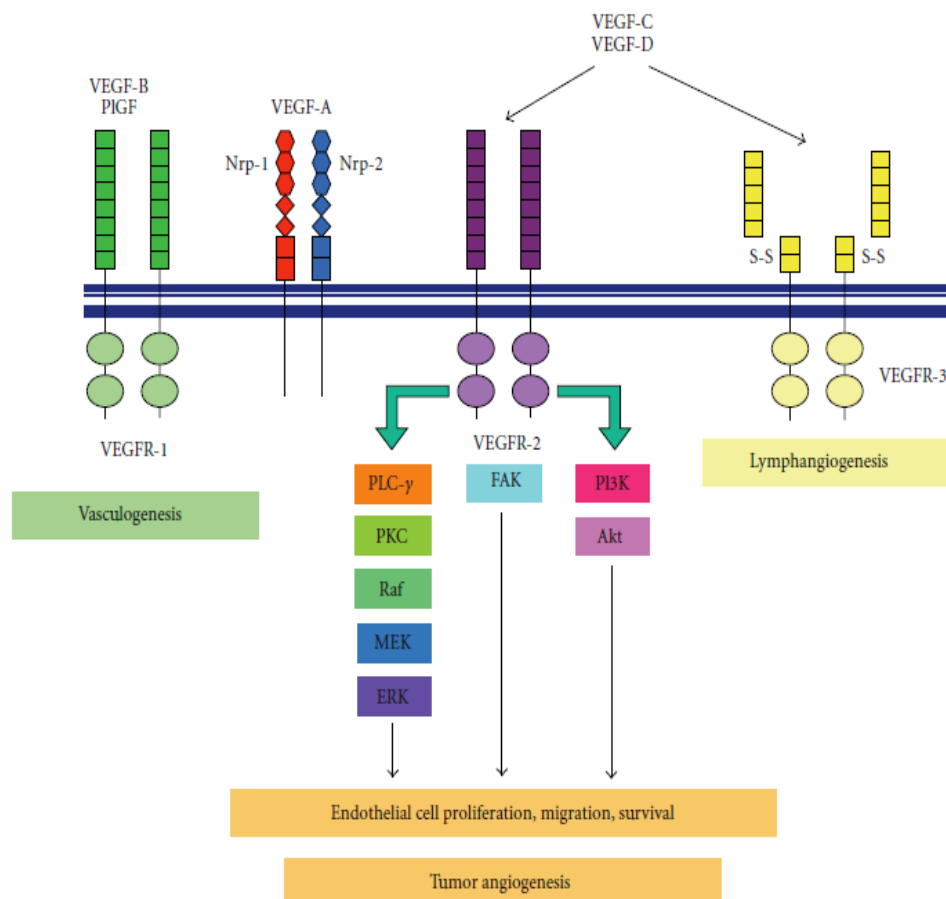 VEGF-C
VEGF-D
VEGF-B
PlGF
VEGF-A
Nrp-1
Nrp-2
S-S
S-S
VEGFR-3
VEGFR-1
VEGFR-2
Lymphangiogenesis
Vasculogenesis
PLC-γ
FAK
PI3K
PKC
Akt
Raf
MEK
ERK
Endothelial cell proliferation, migration, survival
Tumor angiogenesis